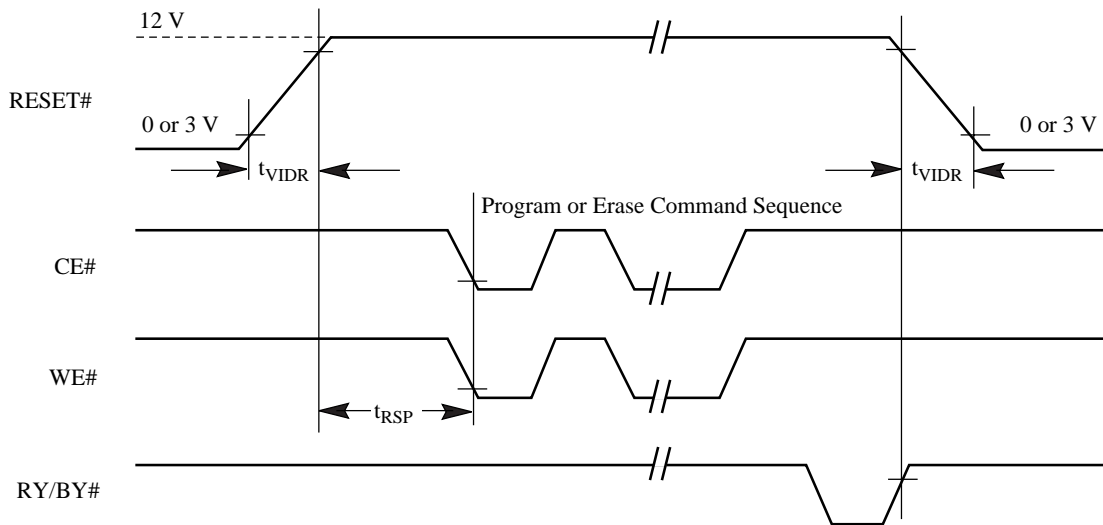 12 V
RESET#
0 or 3 V
0 or 3 V
tVIDR
tVIDR
Program or Erase Command Sequence
CE#
WE#
tRSP
RY/BY#